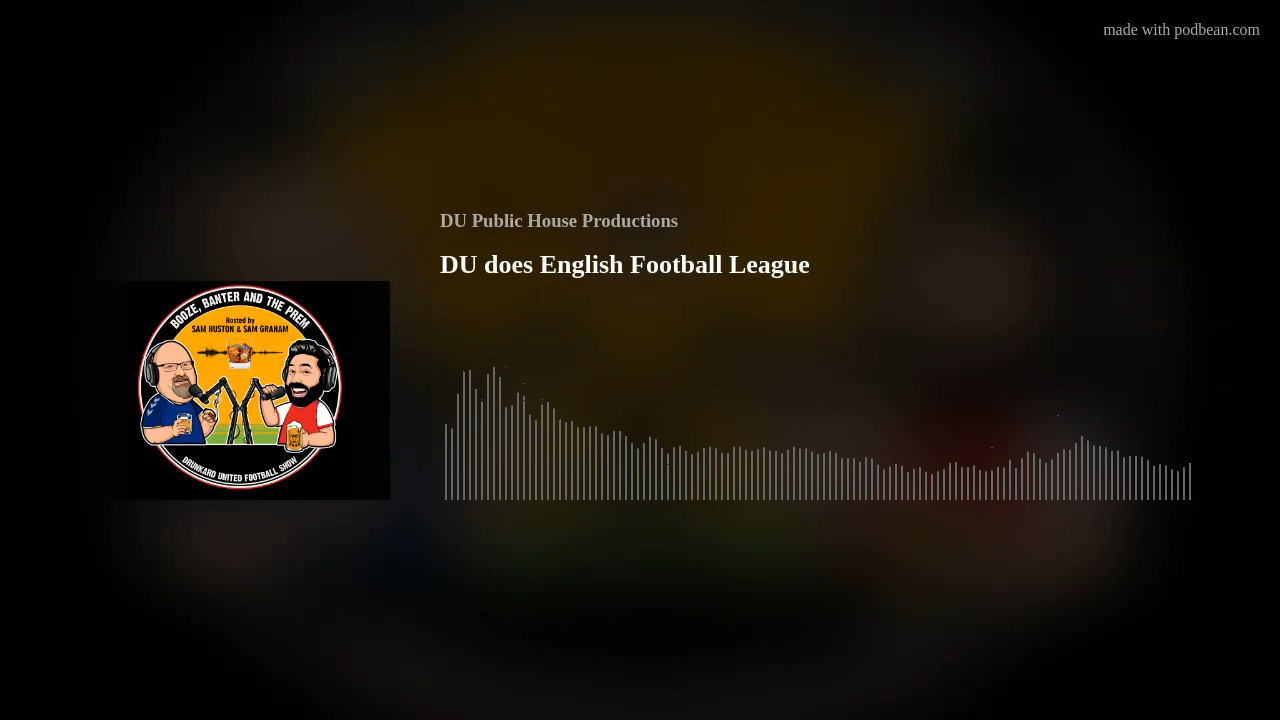 made with podbean.com
DU Public House Productions
DU does English Football League
BOOZE, BANTER AND THE PREM
Hosted by
SAM HUSTON & SAM GRAHAM
DRUNKARD UNITED FOOTBALL SHOW